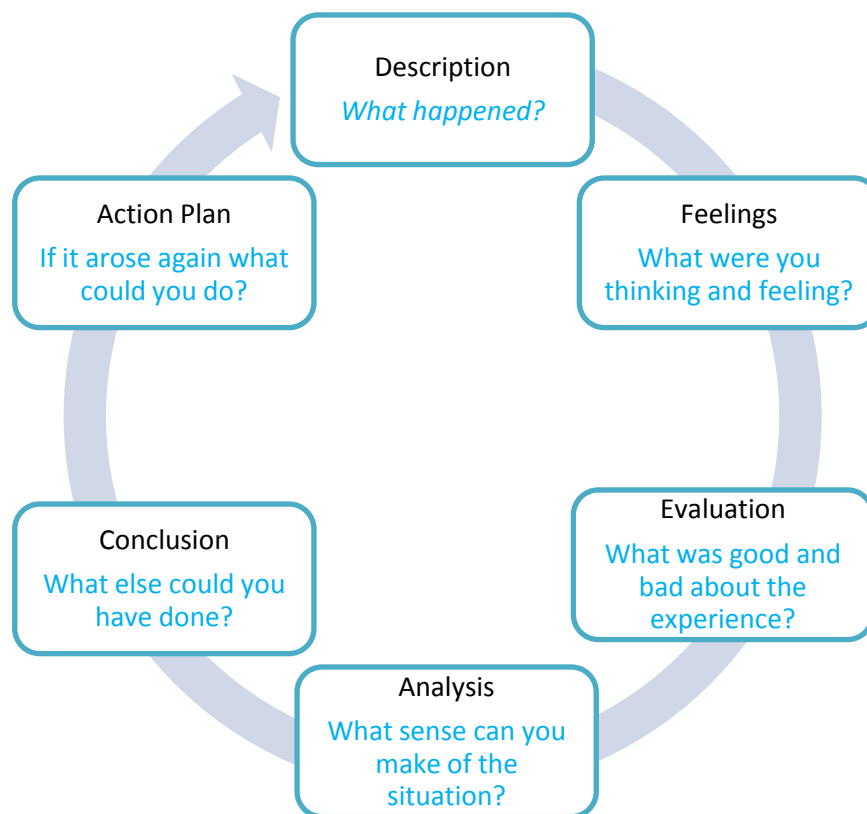 Description
What happened?
Feelings
What were you
thinking and feeling?
Evaluation
What was good and
bad about the
experience?
Analysis
What sense can you
make of the
situation?
Conclusion
What else could you
have done?
Action Plan
If it arose again what
could you do?